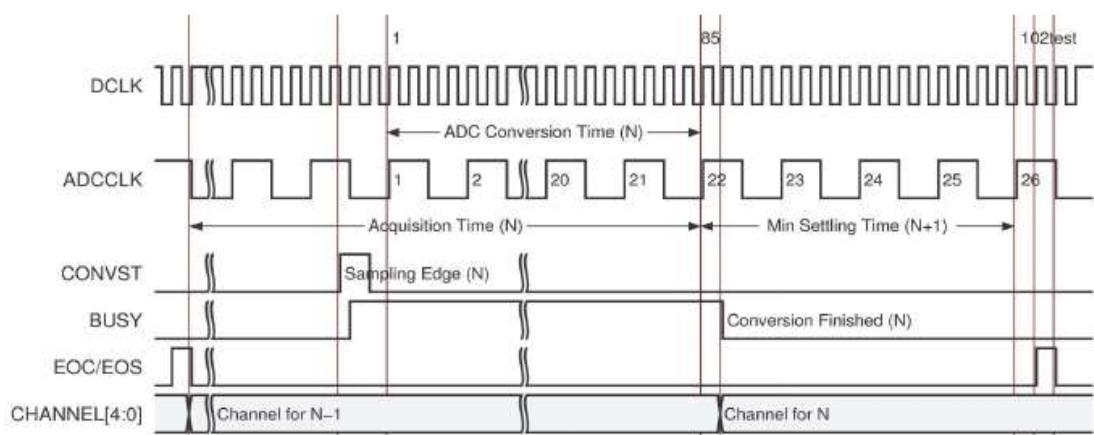 1 85 102test
DCLK
ADC Conversion Time (N)
ADCCLK 1 2 20 21 22 23 24 25 26
Acquisition Time (N) Min Settling Time (N+1)
CONVST Sampling Edge (N)
BUSY Conversion Finished (N)
EOC/EOS
CHANNEL[4:0] Channel for N–1 Channel for N